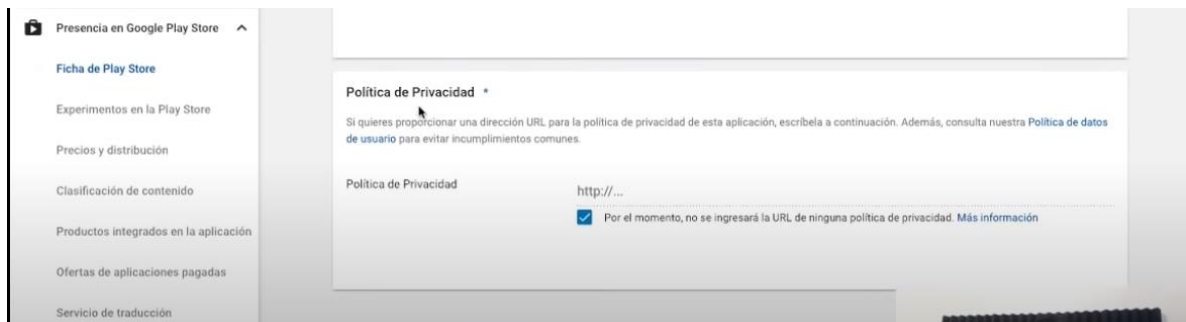 Presencia en Google Play Store
Ficha de Play Store
Experimentos en la Play Store
Precios y distribución
Clasificación de contenido
Productos integrados en la aplicación
Ofertas de aplicaciones pagadas
Servicio de traducción
Política de Privacidad *
Si quieres proporcionar una dirección URL para la política de privacidad de esta aplicación, escríbela a continuación. Además, consulta nuestra Política de datos
de usuario para evitar incumplimientos comunes.
Política de Privacidad
http://...
Por el momento, no se ingresará la URL de ninguna política de privacidad. Más información